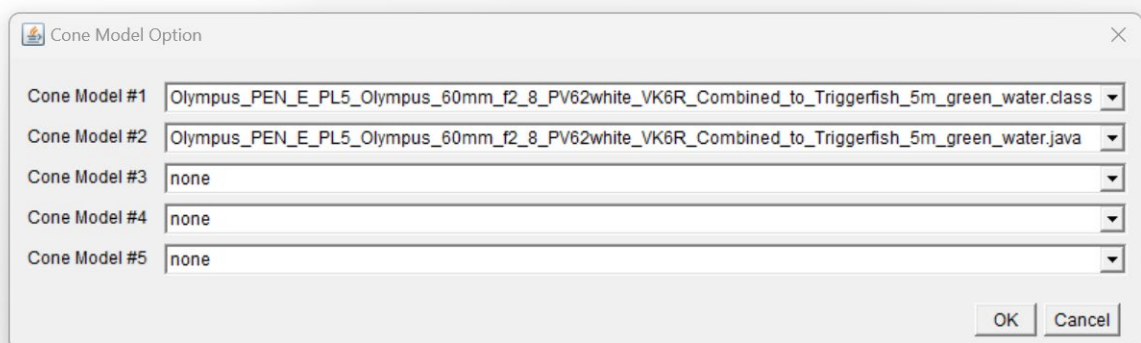 Cone Model Option
Cone Model #1 Olympus_PEN_E_PL5_Olympus_60mm_f2_8_PV62white_VK6R_Combined_to_Triggerfish_5m_green_water.class
Cone Model #2 Olympus_PEN_E_PL5_Olympus_60mm_f2_8_PV62white_VK6R_Combined_to_Triggerfish_5m_green_water.java
Cone Model #3 none
Cone Model #4 none
Cone Model #5 none
OK Cancel